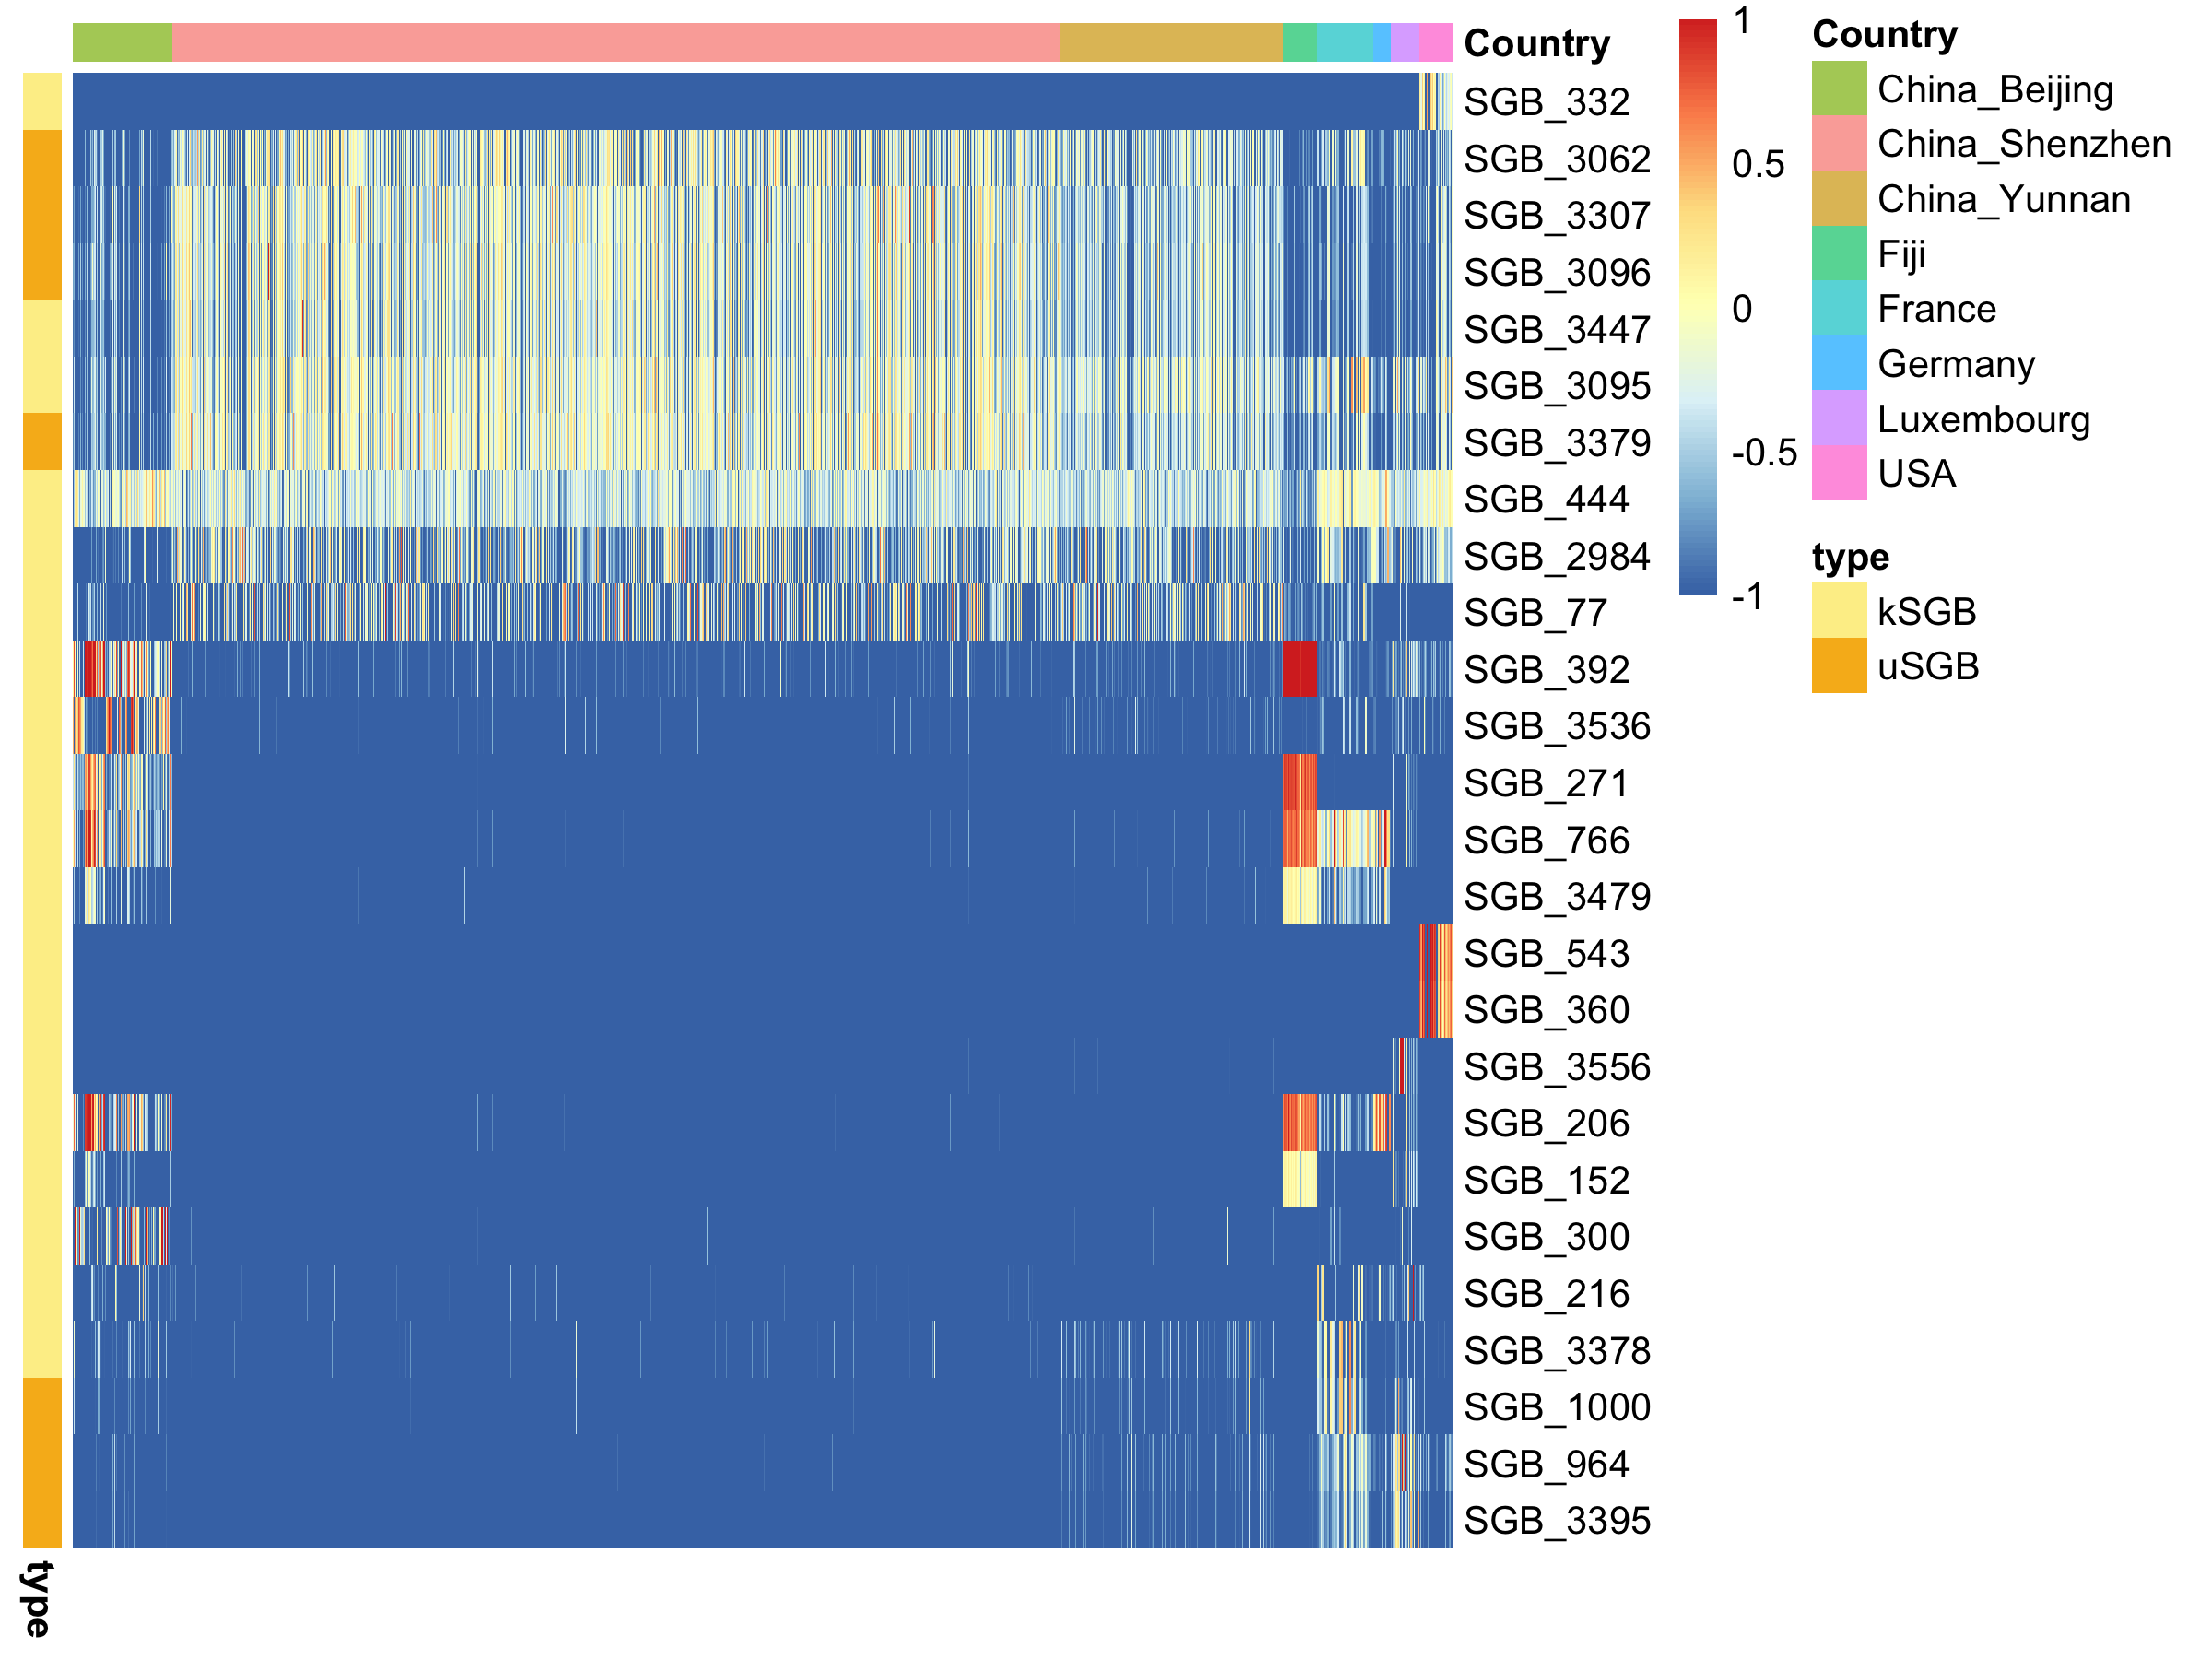 Country
SGB_332
SGB_3062
SGB_3307
SGB_3096
SGB_3447
SGB_3095
SGB_3379
SGB_444
SGB_2984
SGB_77
SGB_392
SGB_3536
SGB_271
SGB_766
SGB_3479
SGB_543
SGB_360
SGB_3556
SGB_206
SGB_152
SGB_300
SGB_216
SGB_3378
SGB_1000
SGB_964
SGB_3395
type
1
0.5
0
-0.5
-1
Country
China_Beijing
China_Shenzhen
China_Yunnan
Fiji
France
Germany
Luxembourg
USA
type
kSGB
uSGB